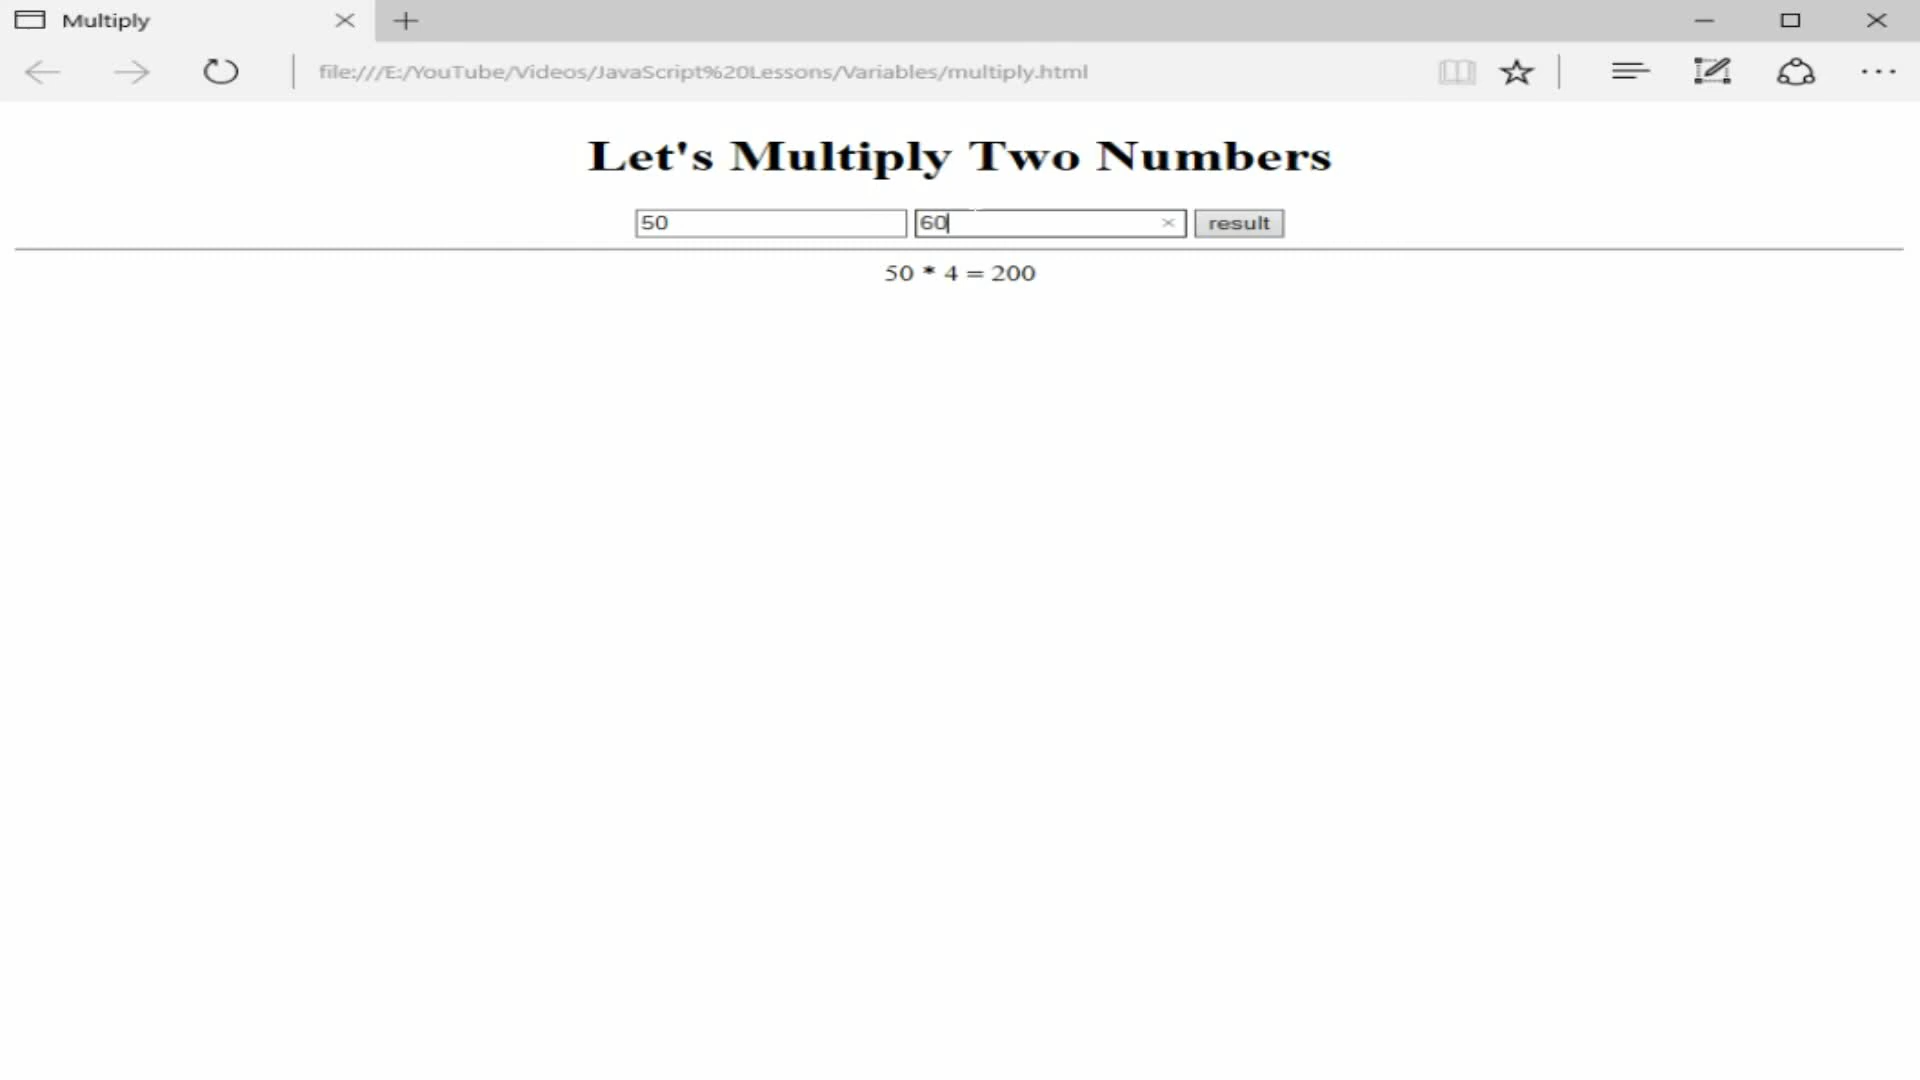 Multiply
file:///E:/YouTube/Videos/JavaScript%20Lessons/Variables/multiply.html
Let's Multiply Two Numbers
50 60 result
50 * 4 = 200